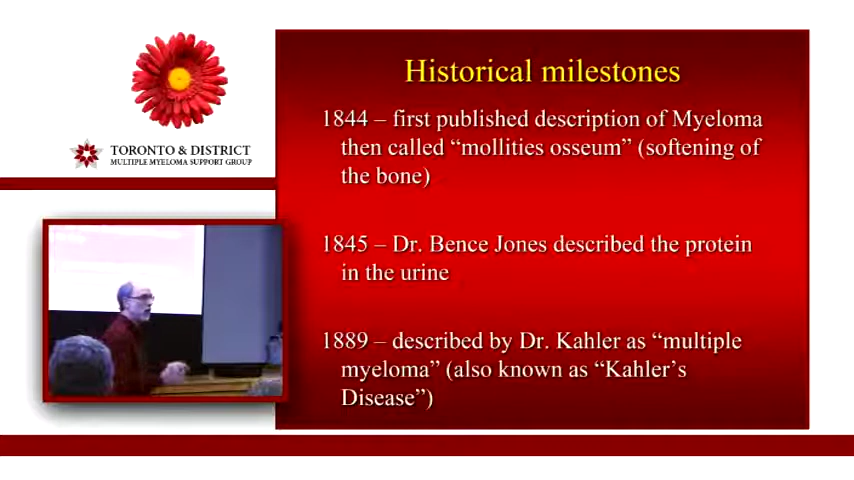 TORONTO & DISTRICT
MULTIPLE MYELOMA SUPPORT GROUP
Historical milestones
1844 – first published description of Myeloma
then called “mollities osseum” (softening of
the bone)
1845 – Dr. Bence Jones described the protein
in the urine
1889 – described by Dr. Kahler as “multiple
myeloma” (also known as “Kahler’s
Disease”)